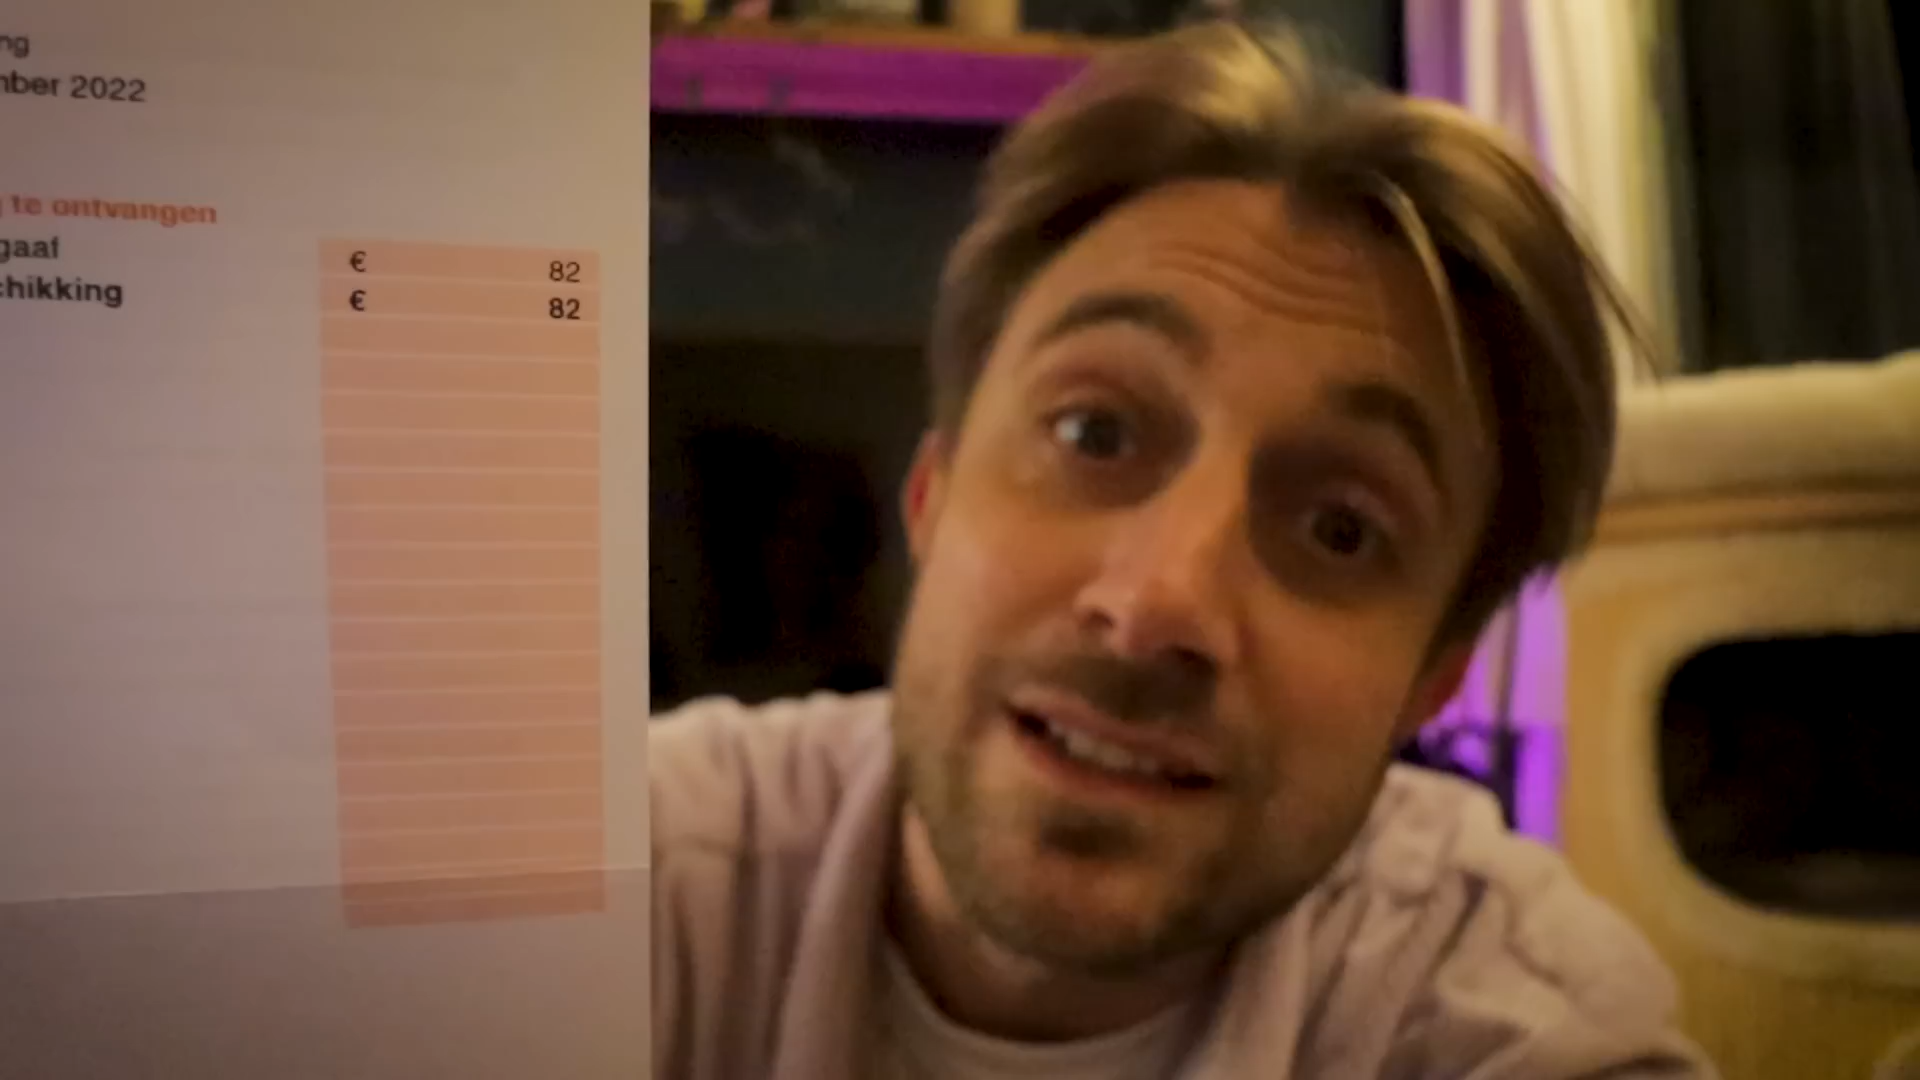 ng
mber 2022
g te ontvangen
gaaf
chikking
€ 82
€ 82